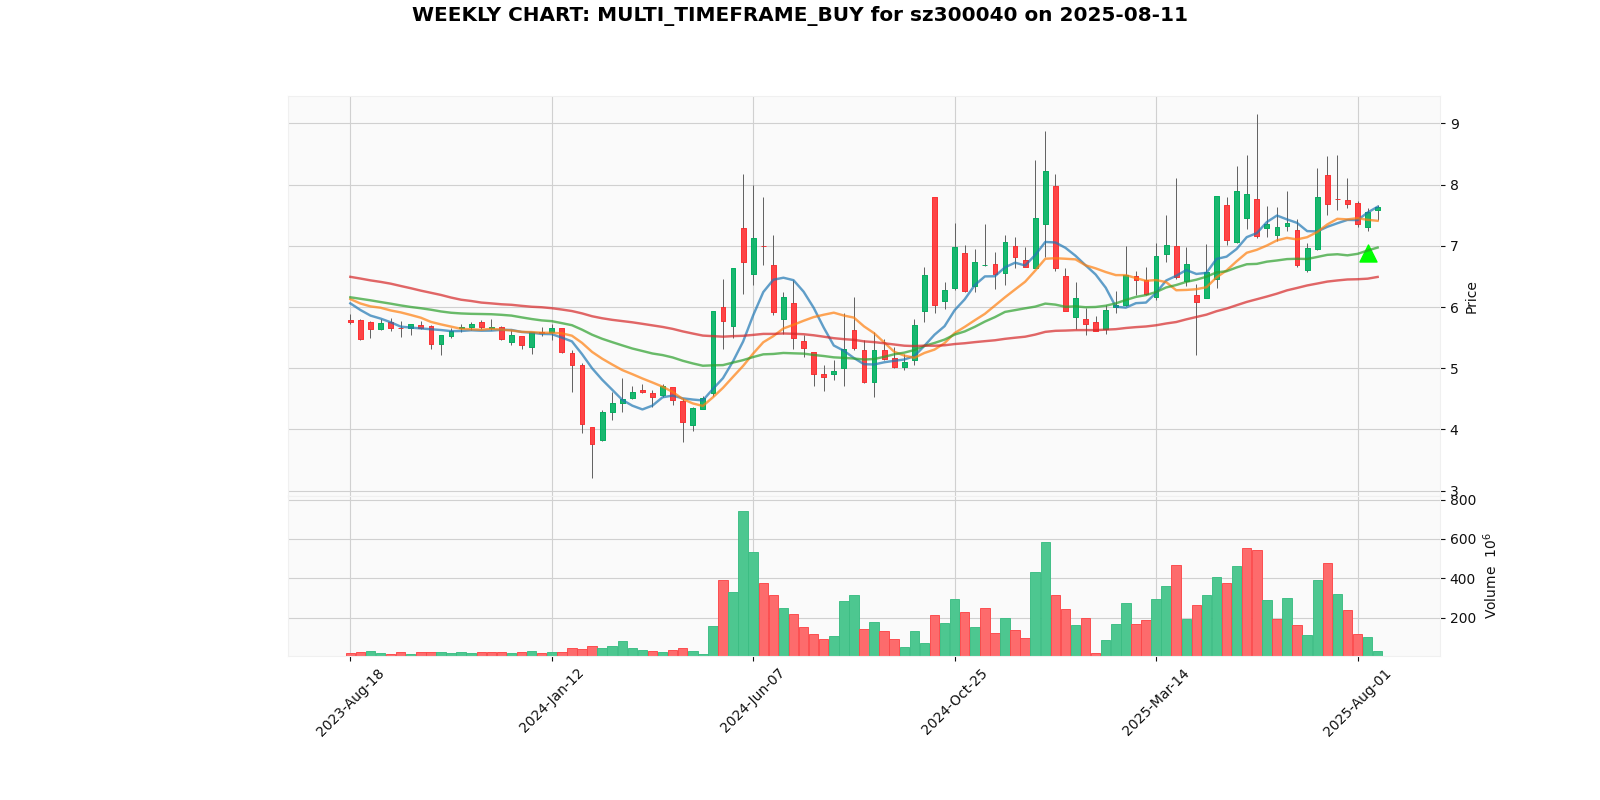 WEEKLY CHART: MULTI_TIMEFRAME_BUY for sz300040 on 2025-08-11
9
8
7
6
5
4
3
Price
800
600
400
200
Volume 10⁶
2023-Aug-18
2024-Jan-12
2024-Jun-07
2024-Oct-25
2025-Mar-14
2025-Aug-01